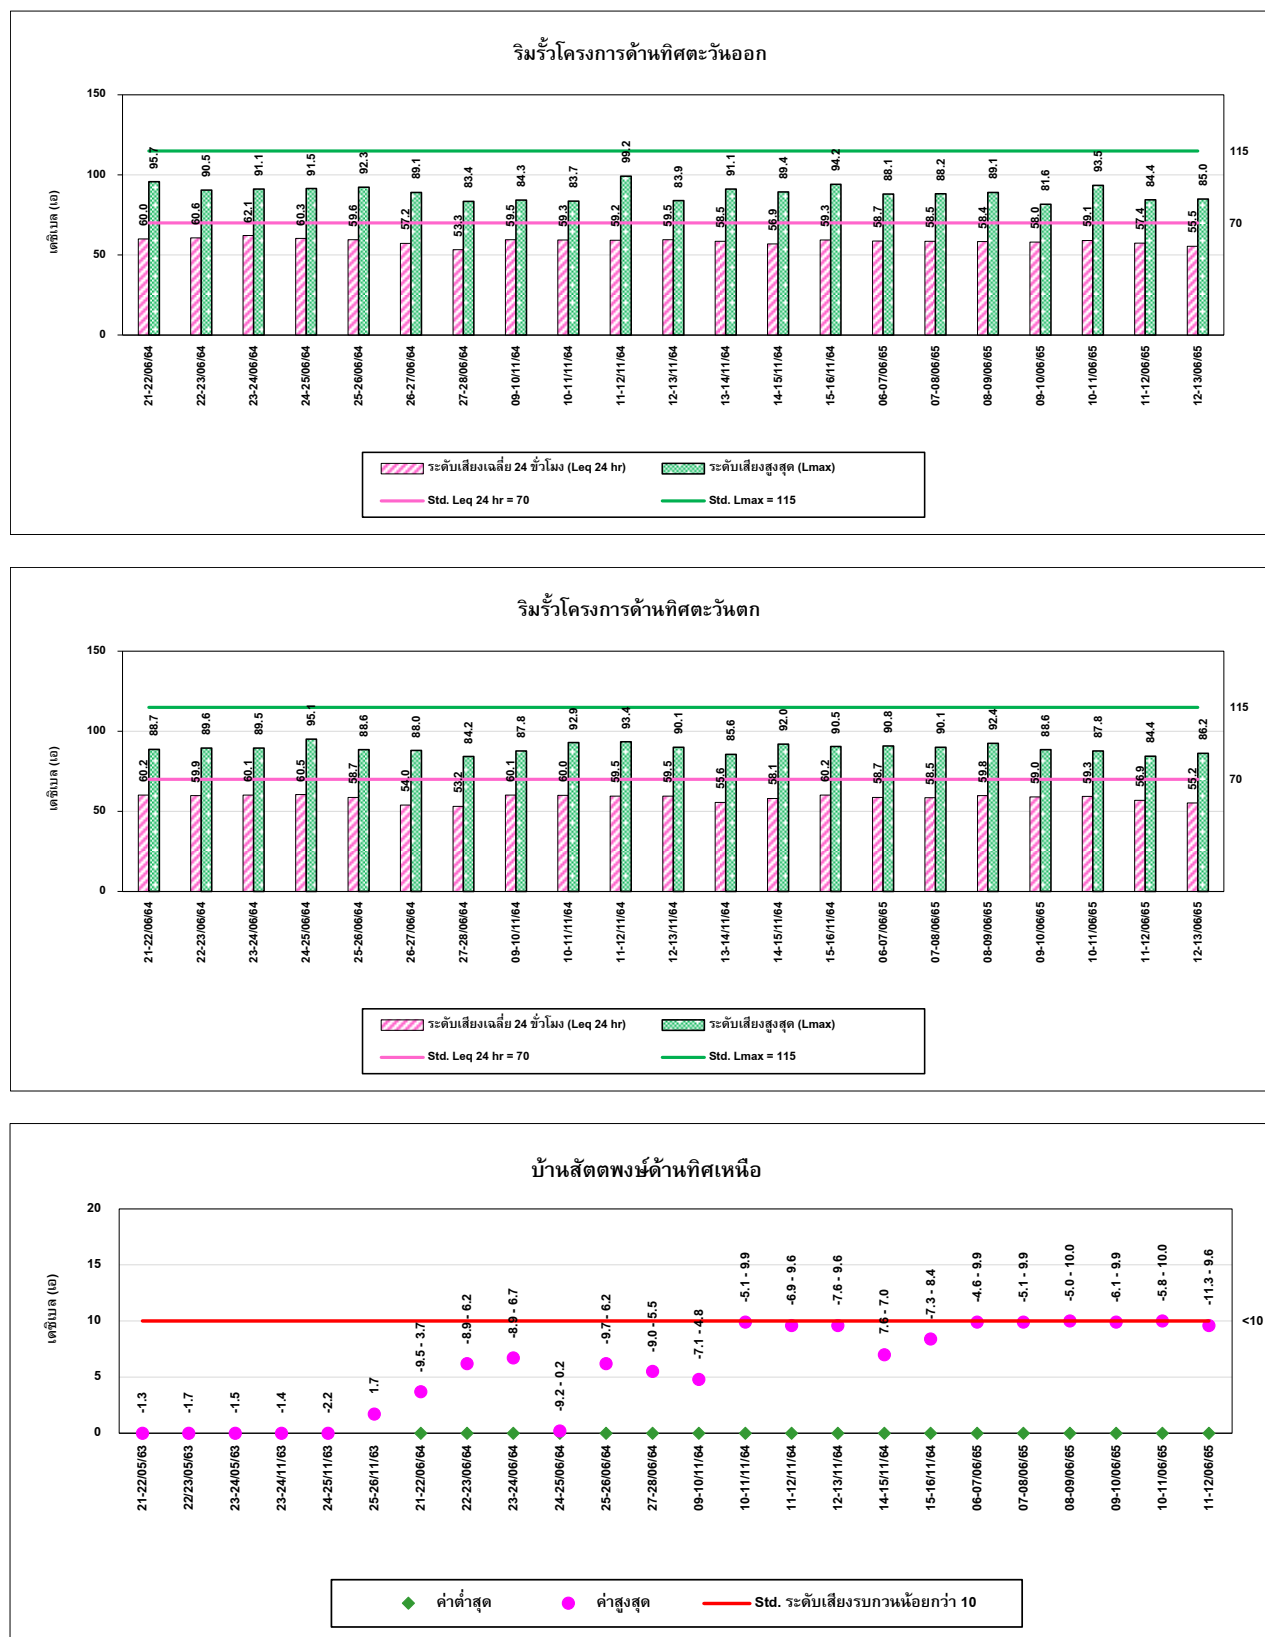 ริมรั้วโครงการด้านทิศตะวันออก
เดซิเบล (เอ)
150
100
50
0
115
70
60.0 95.7 60.6 90.5 62.1 91.1 60.3 91.5 59.6 92.3 57.2 89.1 53.3 83.4 59.5 84.3 59.3 83.7 59.2 99.2 59.5 83.9 58.5 91.1 56.9 89.4 59.3 94.2 58.7 88.1 58.5 88.2 58.4 89.1 58.0 81.6 59.1 93.5 57.4 84.4 55.5 85.0
21-22/06/64 22-23/06/64 23-24/06/64 24-25/06/64 25-26/06/64 26-27/06/64 27-28/06/64 09-10/11/64 10-11/11/64 11-12/11/64 12-13/11/64 13-14/11/64 14-15/11/64 15-16/11/64 06-07/06/65 07-08/06/65 08-09/06/65 09-10/06/65 10-11/06/65 11-12/06/65 12-13/06/65
ระดับเสียงเฉลี่ย 24 ชั่วโมง (Leq 24 hr) ระดับเสียงสูงสุด (Lmax)
Std. Leq 24 hr = 70 Std. Lmax = 115
ริมรั้วโครงการด้านทิศตะวันตก
เดซิเบล (เอ)
150
100
50
0
115
70
60.2 88.7 59.9 89.6 60.1 89.5 60.5 95.1 58.7 88.6 54.0 88.0 53.2 84.2 60.1 87.8 60.0 92.9 59.5 93.4 59.5 90.1 55.6 85.6 58.1 92.0 60.2 90.5 58.7 90.8 58.5 90.1 59.8 92.4 59.0 88.6 59.3 87.8 56.9 84.4 55.2 86.2
21-22/06/64 22-23/06/64 23-24/06/64 24-25/06/64 25-26/06/64 26-27/06/64 27-28/06/64 09-10/11/64 10-11/11/64 11-12/11/64 12-13/11/64 13-14/11/64 14-15/11/64 15-16/11/64 06-07/06/65 07-08/06/65 08-09/06/65 09-10/06/65 10-11/06/65 11-12/06/65 12-13/06/65
ระดับเสียงเฉลี่ย 24 ชั่วโมง (Leq 24 hr) ระดับเสียงสูงสุด (Lmax)
Std. Leq 24 hr = 70 Std. Lmax = 115
บ้านสัตตพงษ์ด้านทิศเหนือ
เดซิเบล (เอ)
20
15
10
5
0
<10
-1.3 -1.7 -1.5 -1.4 -2.2 1.7 -9.5 - 3.7 -8.9 - 6.2 -8.9 - 6.7 -9.2 - 0.2 -9.7 - 6.2 -9.0 - 5.5 -7.1 - 4.8 -5.1 - 9.9 -6.9 - 9.6 -7.6 - 9.6 7.6 - 7.0 -7.3 - 8.4 -4.6 - 9.9 -5.1 - 9.9 -5.0 - 10.0 -6.1 - 9.9 -5.8 - 10.0 -11.3 - 9.6
21-22/05/63 22/23/05/63 23-24/05/63 23-24/11/63 24-25/11/63 25-26/11/63 21-22/06/64 22-23/06/64 23-24/06/64 24-25/06/64 25-26/06/64 27-28/06/64 09-10/11/64 10-11/11/64 11-12/11/64 12-13/11/64 14-15/11/64 15-16/11/64 06-07/06/65 07-08/06/65 08-09/06/65 09-10/06/65 10-11/06/65 11-12/06/65
ค่าต่ำสุด ค่าสูงสุด Std. ระดับเสียงรบกวนน้อยกว่า 10